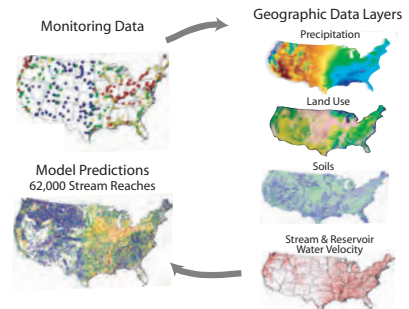 Monitoring Data
Geographic Data Layers
Precipitation
Land Use
Soils
Stream & Reservoir
Water Velocity
Model Predictions
62,000 Stream Reaches